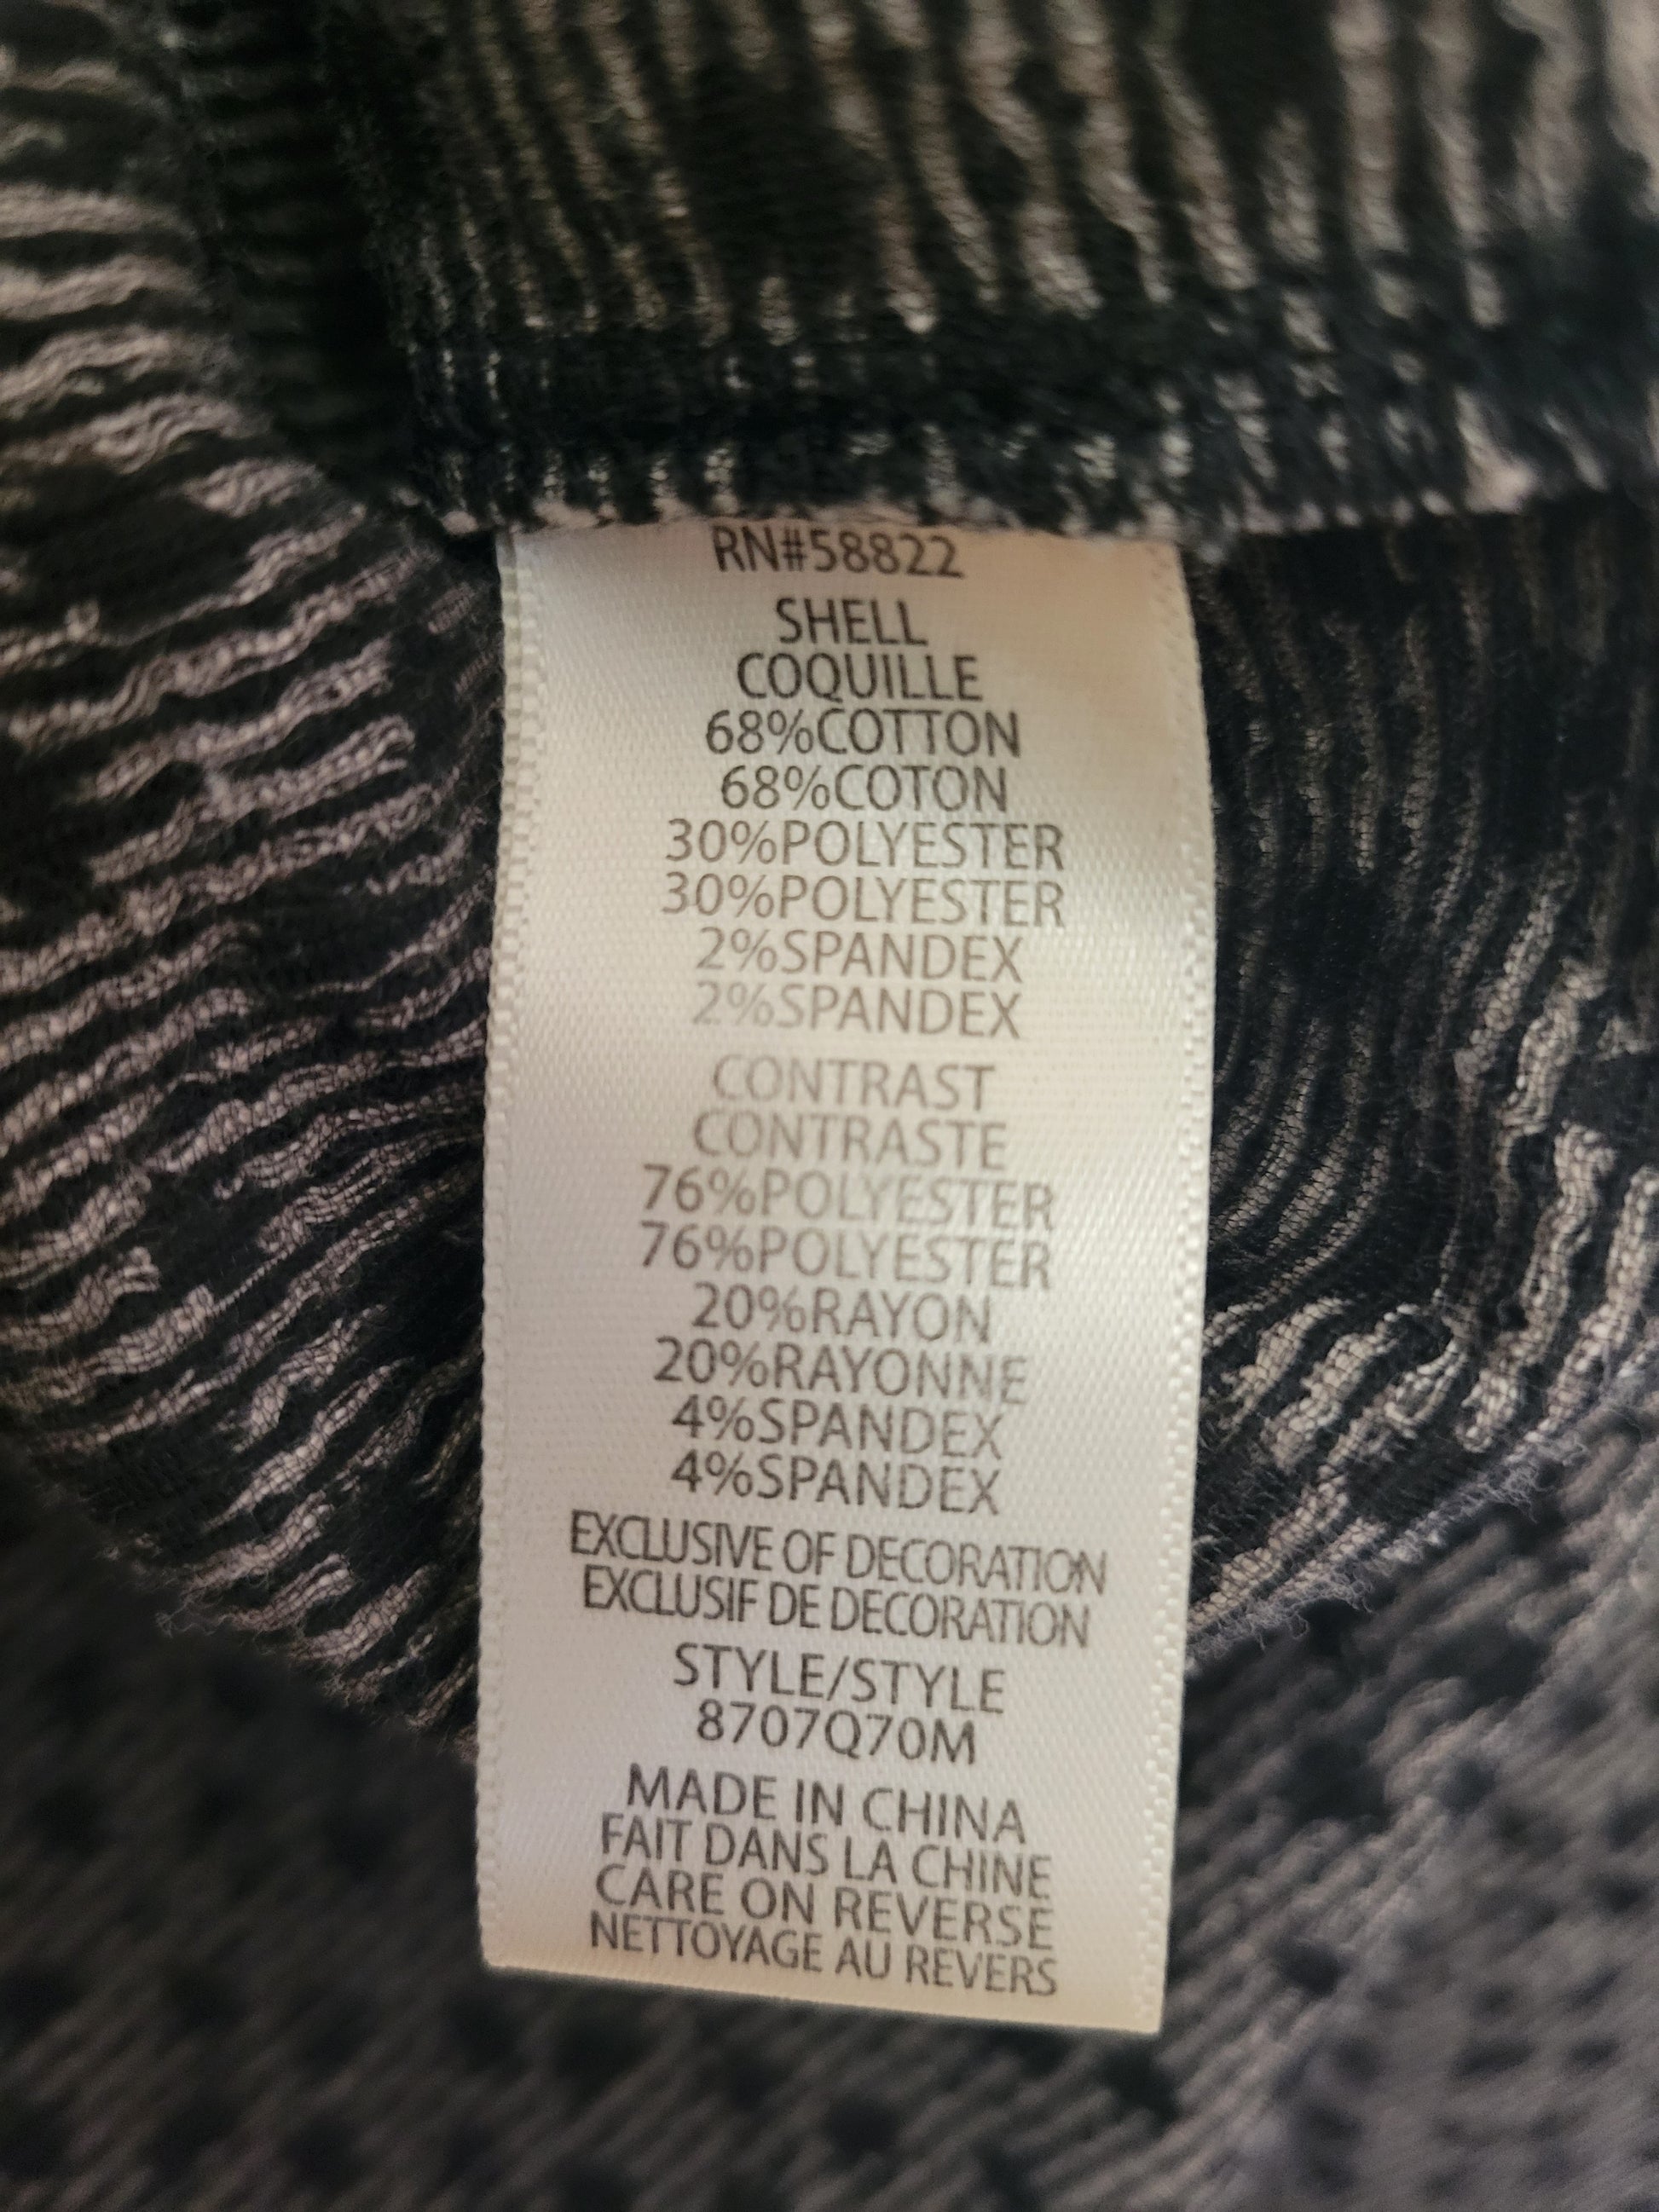 RN#58822
SHELL
COQUILLE
68%COTTON
68%COTON
30%POLYESTER
30%POLYESTER
2%SPANDEX
2%SPANDEX
CONTRAST
CONTRASTE
76%POLYESTER
76%POLYESTER
20%RAYON
20%RAYONNE
4%SPANDEX
4%SPANDEX
EXCLUSIVE OF DECORATION
EXCLUSIF DE DECORATION
STYLE/STYLE
8707Q70M
MADE IN CHINA
FAIT DANS LA CHINE
CARE ON REVERSE
NETTOYAGE AU REVERS